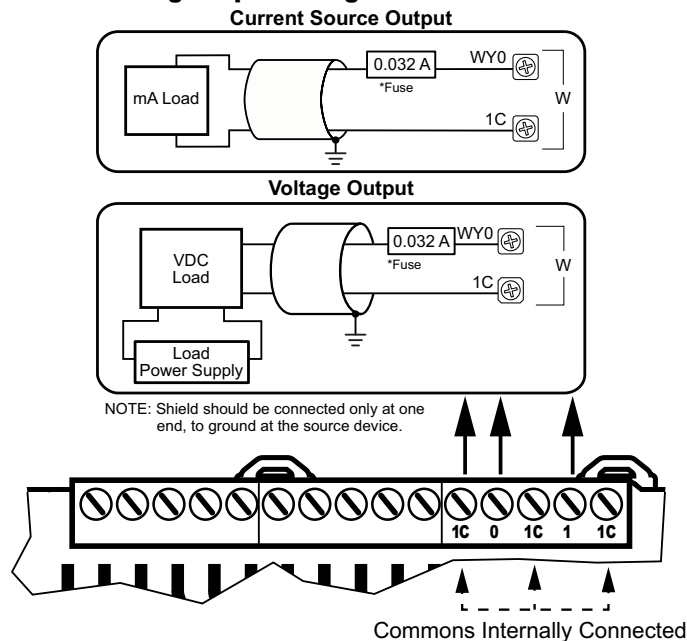 Current Source Output
mA Load
0.032 A
*Fuse
WY0
1C
W
Voltage Output
VDC
Load
0.032 A
*Fuse
WY0
1C
W
Load
Power Supply
NOTE: Shield should be connected only at one
end, to ground at the source device.
1C 0 1C 1 1C
Commons Internally Connected